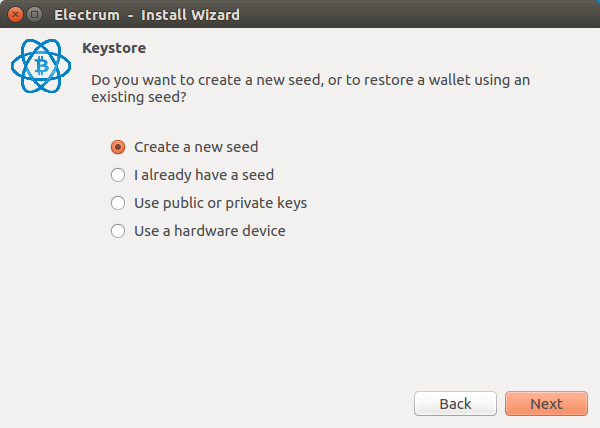 Electrum - Install Wizard
Keystore
Do you want to create a new seed, or to restore a wallet using an
existing seed?
Create a new seed
I already have a seed
Use public or private keys
Use a hardware device
Back
Next